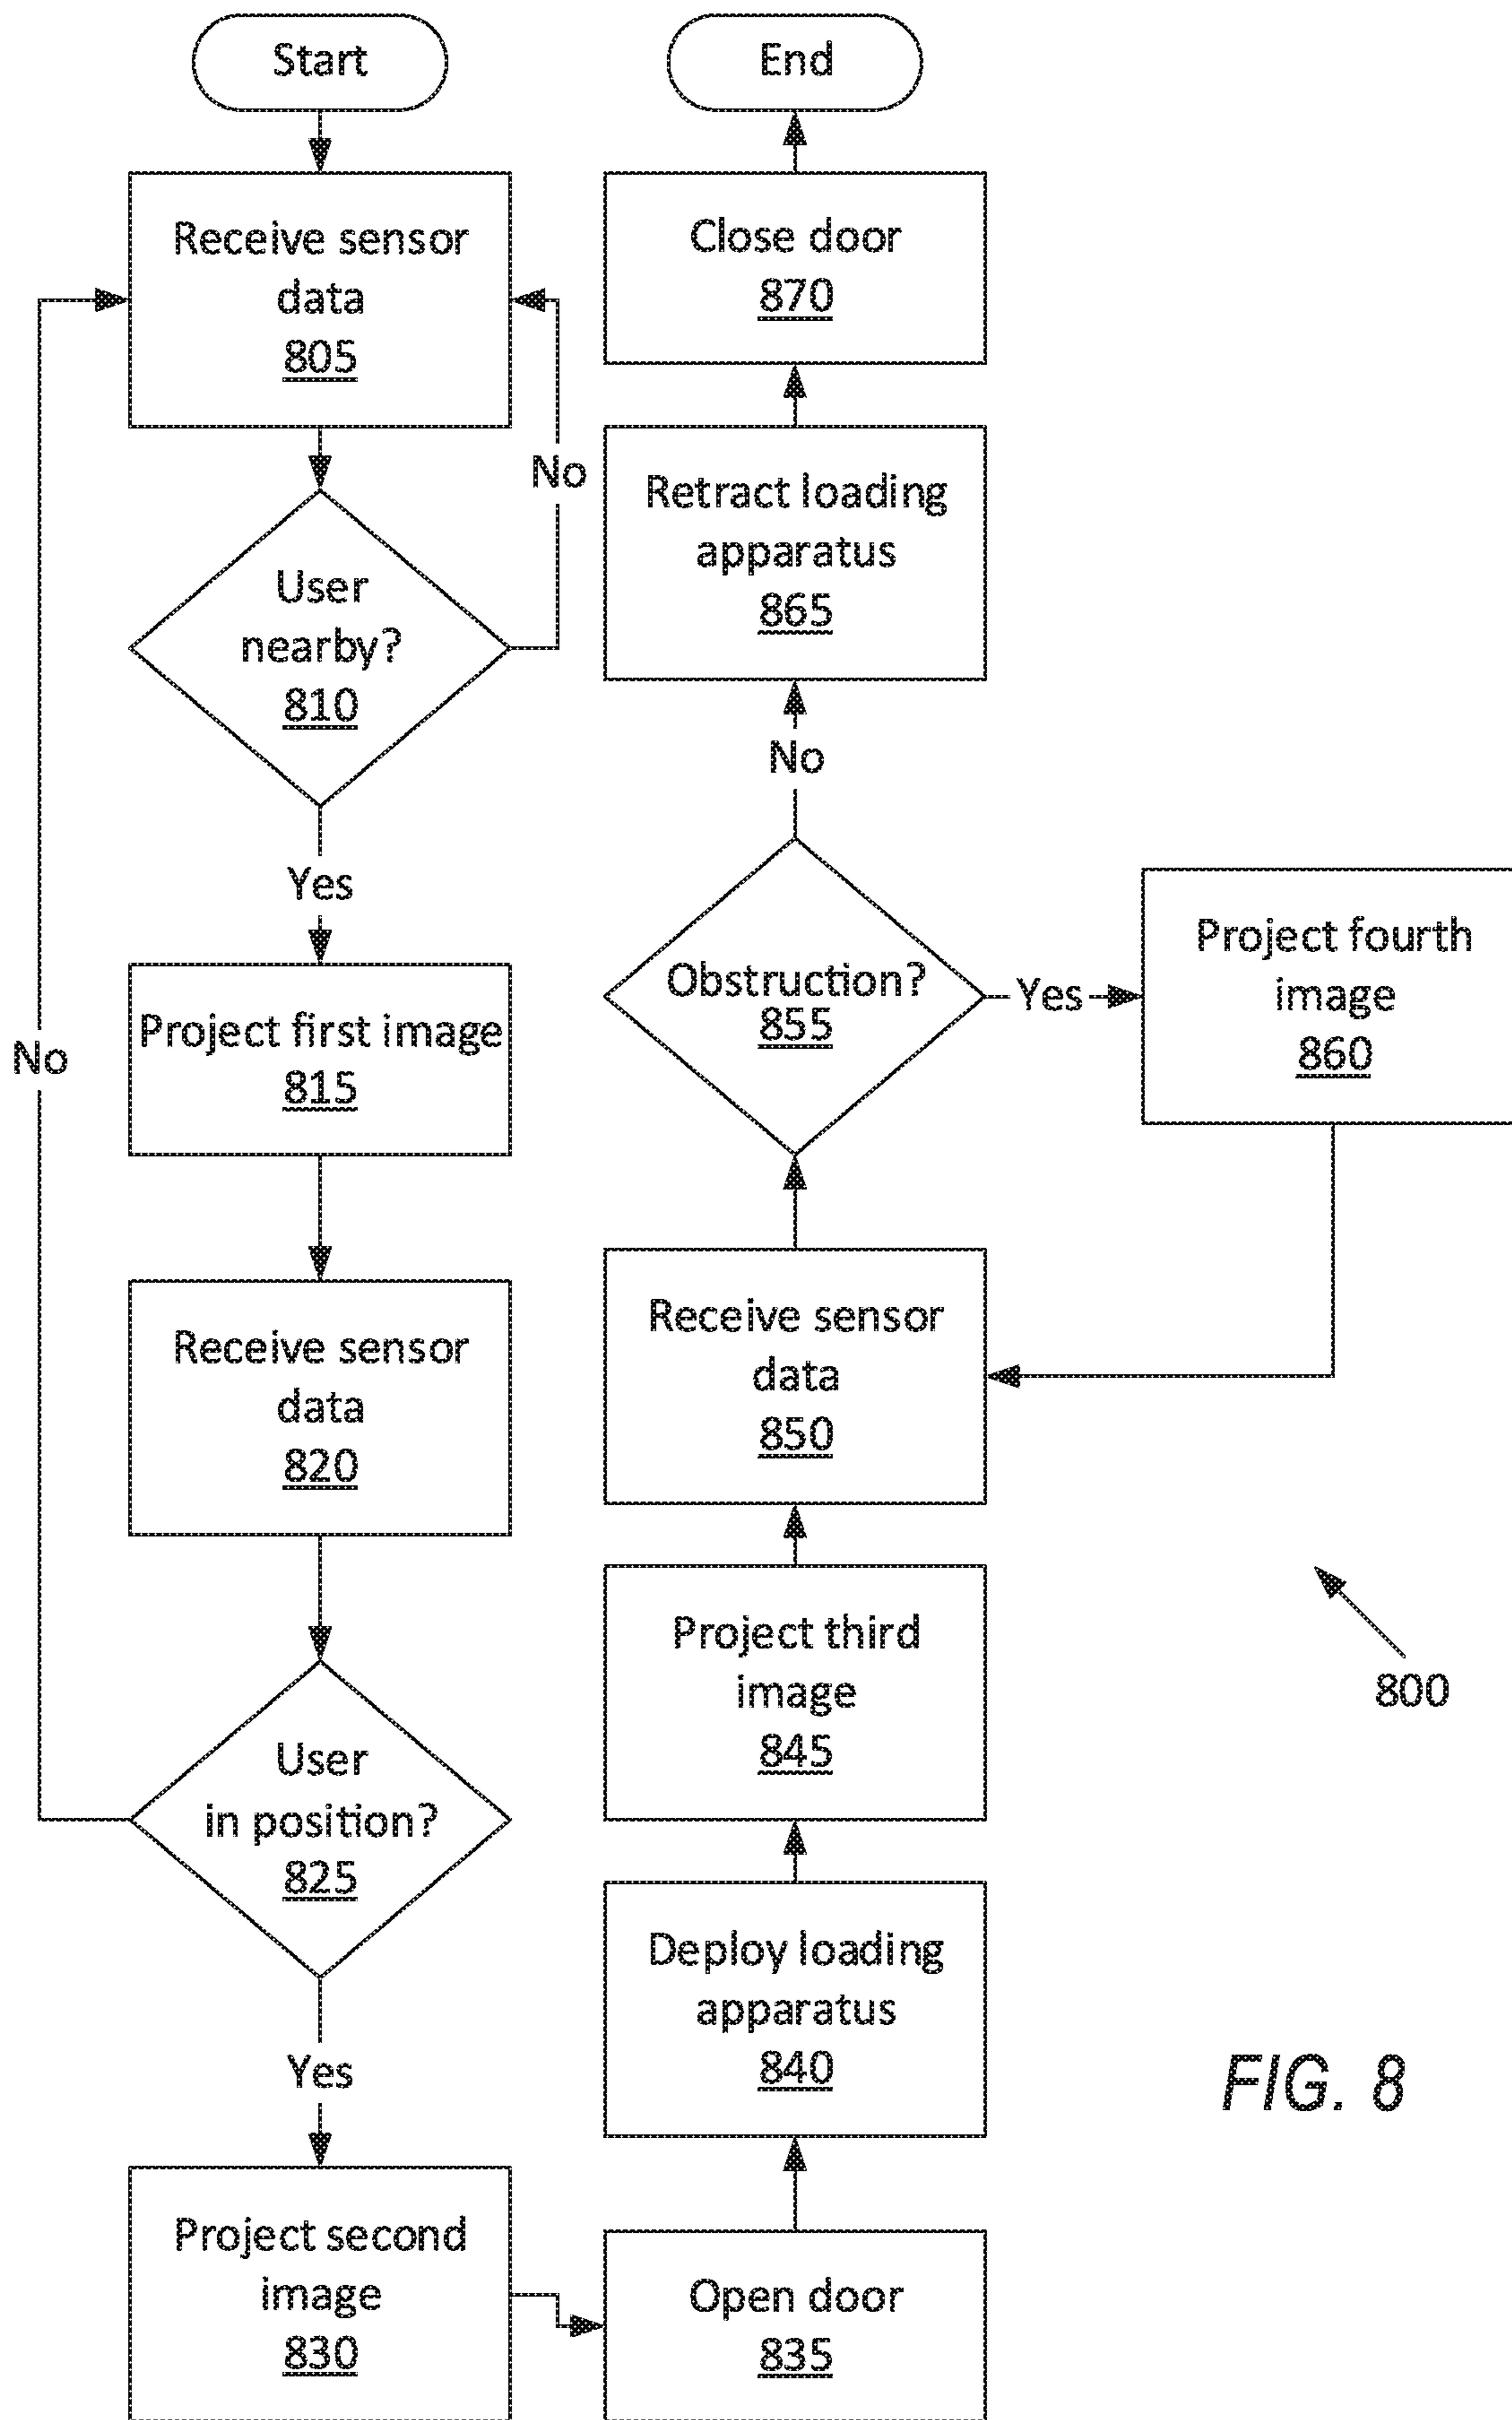 Start
Receive sensor
data
805
User
nearby?
810
No
Yes
Project first image
815
Receive sensor
data
820
User
in position?
825
No
Yes
Project second
image
830
Open door
835
Deploy loading
apparatus
840
Project third
image
845
Receive sensor
data
850
Obstruction?
855
Yes
Project fourth
image
860
No
Retract loading
apparatus
865
Close door
870
End
800
FIG. 8